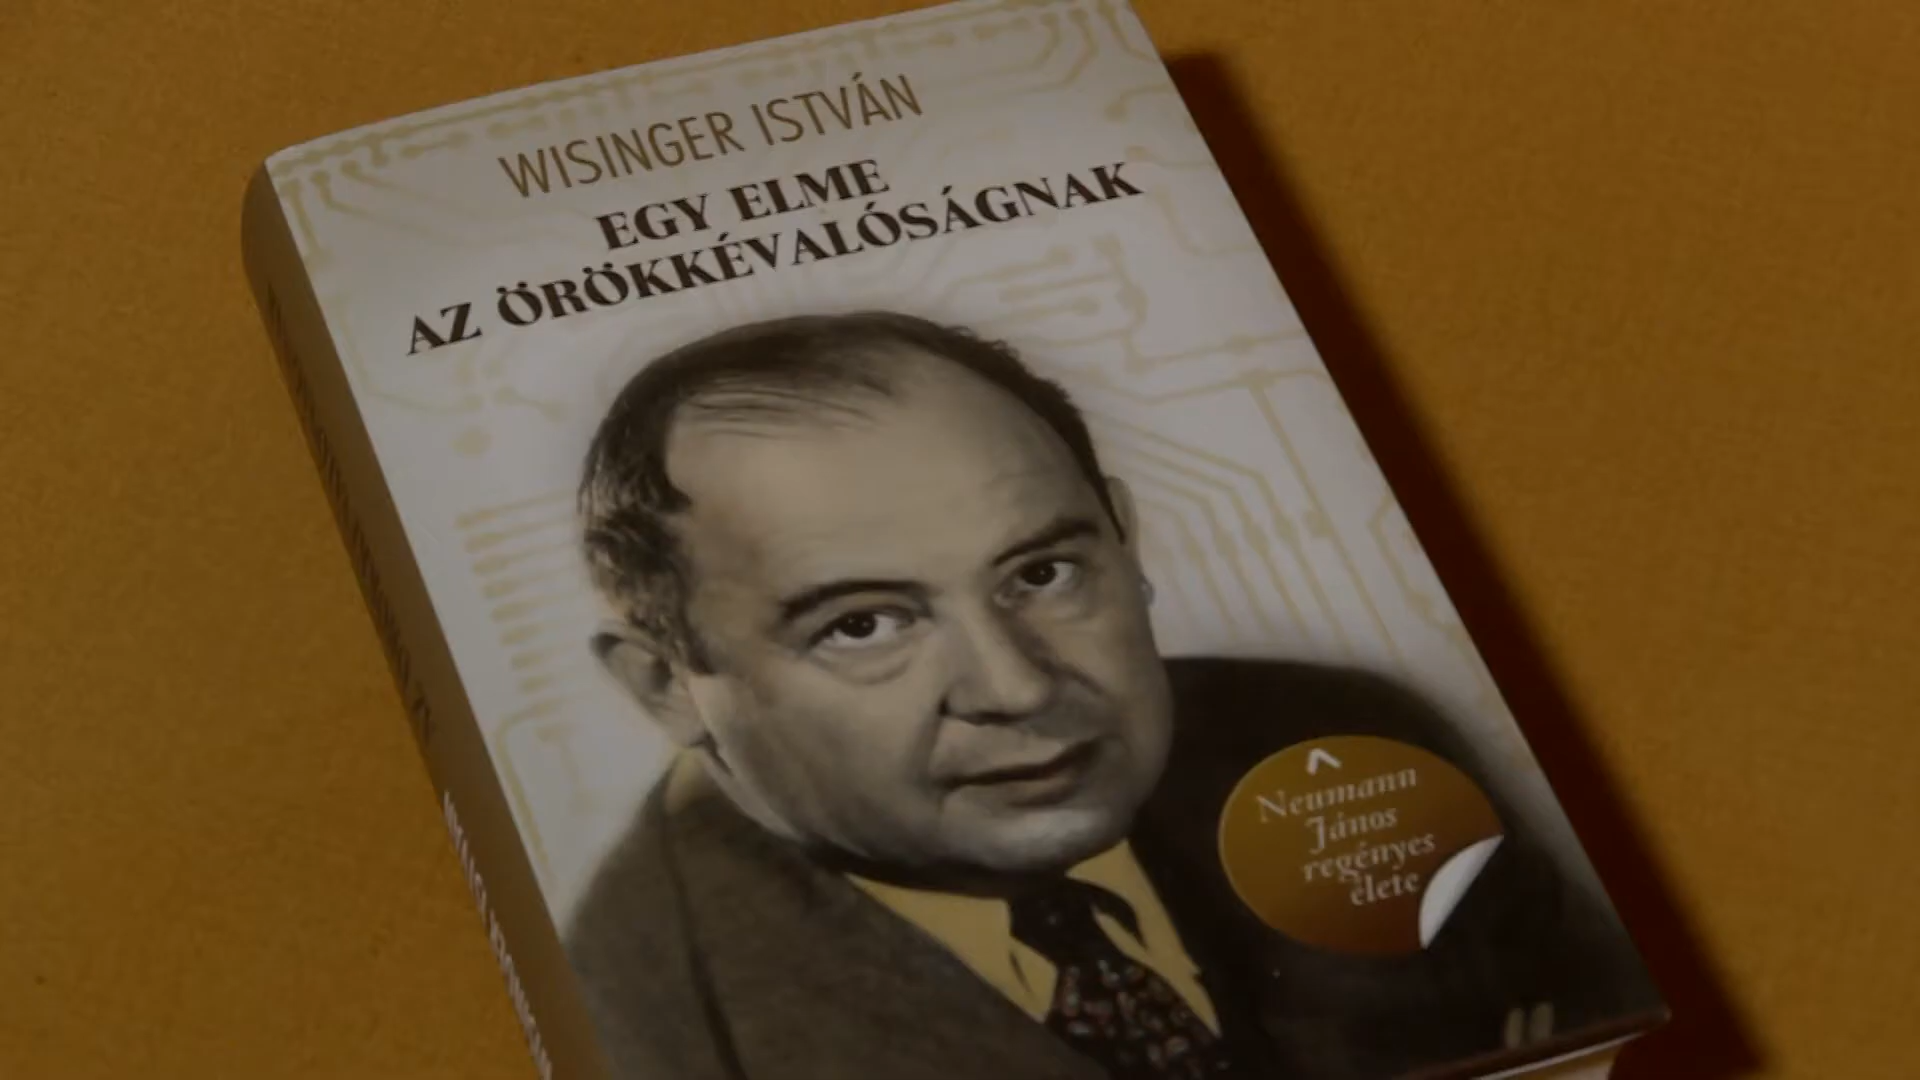 WISINGER ISTVÁN
EGY ELME
AZ ÖRÖKKÉVALÓSÁGNAK
Neumann
János
regényes
élete